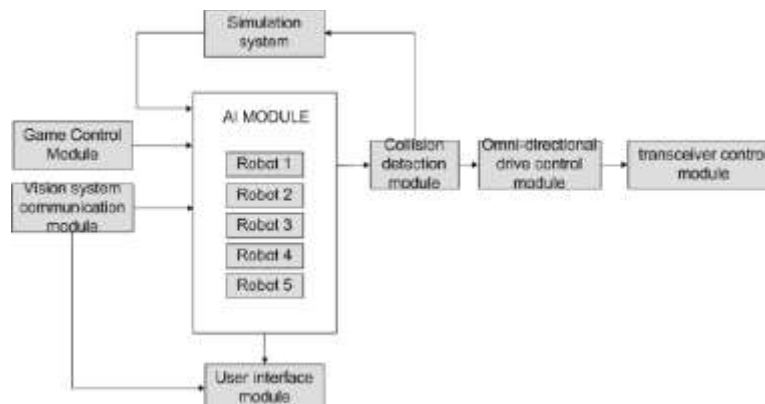 Simulation
system
AI MODULE
Game Control
Module
Robot 1
Robot 2
Robot 3
Robot 4
Robot 5
Vision system
communication
module
Collision
detection
module
Omni-directional
drive control
module
transceiver control
module
User interface
module